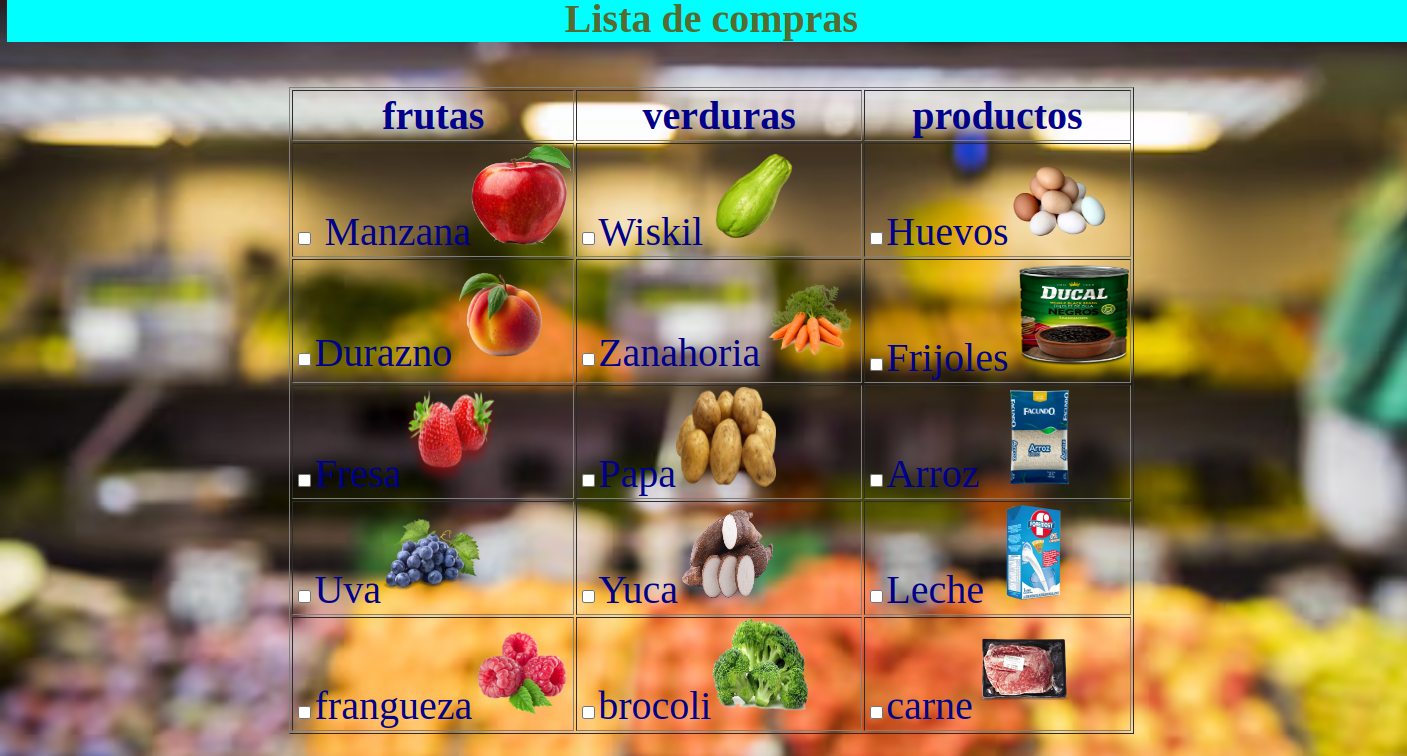 Lista de compras
frutas verduras productos
Manzana Wiskil Huevos
Durazno Zanahoria Frijoles
DUCAL
NEGROS
Fresa Papa Arroz
FACUNDO
Arroz
Uva Yuca Leche
FOREMOST
frangueza brocoli carne